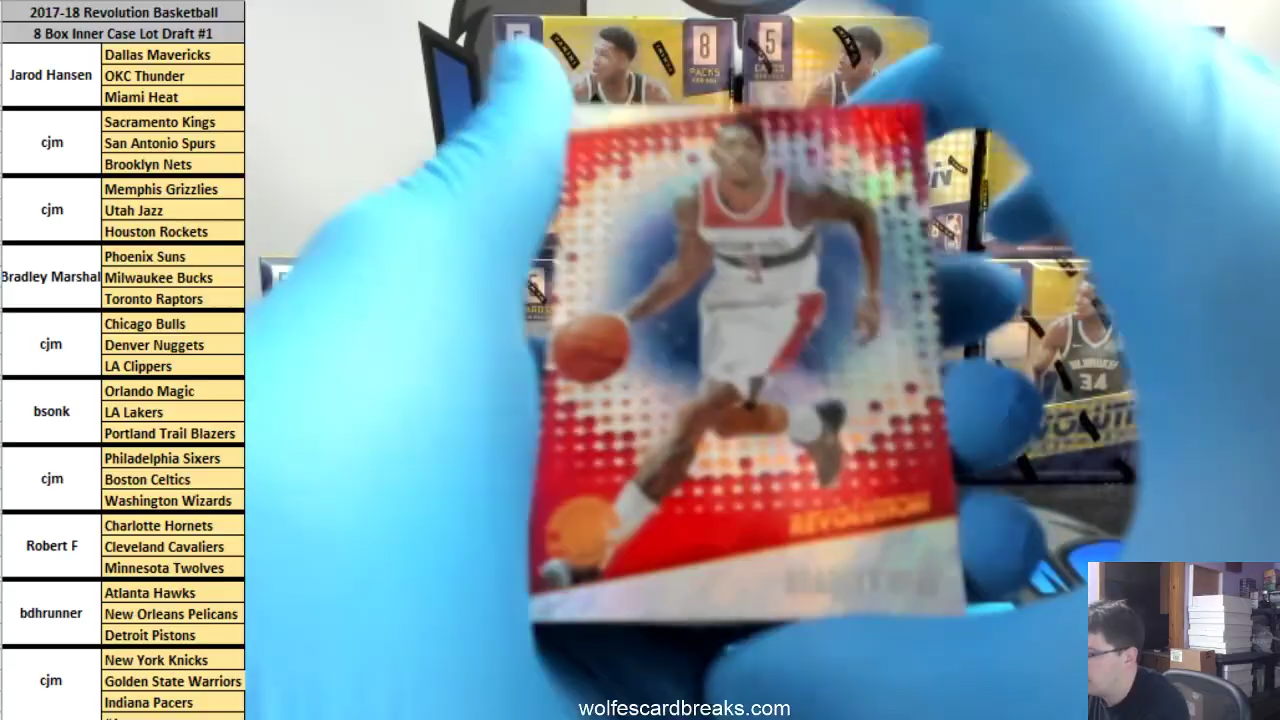 2017-18 Revolution Basketball
8 Box Inner Case Lot Draft #1
Jarod Hansen
Dallas Mavericks
OKC Thunder
Miami Heat
cjm
Sacramento Kings
San Antonio Spurs
Brooklyn Nets
cjm
Memphis Grizzlies
Utah Jazz
Houston Rockets
Bradley Marshal
Phoenix Suns
Milwaukee Bucks
Toronto Raptors
cjm
Chicago Bulls
Denver Nuggets
LA Clippers
bsonk
Orlando Magic
LA Lakers
Portland Trail Blazers
cjm
Philadelphia Sixers
Boston Celtics
Washington Wizards
Robert F
Charlotte Hornets
Cleveland Cavaliers
Minnesota Twolves
bdhrunner
Atlanta Hawks
New Orleans Pelicans
Detroit Pistons
cjm
New York Knicks
Golden State Warriors
Indiana Pacers
PANINI
8
PACKS
5
CARDS
34
REVOLUTION
wolfescardbreaks.com